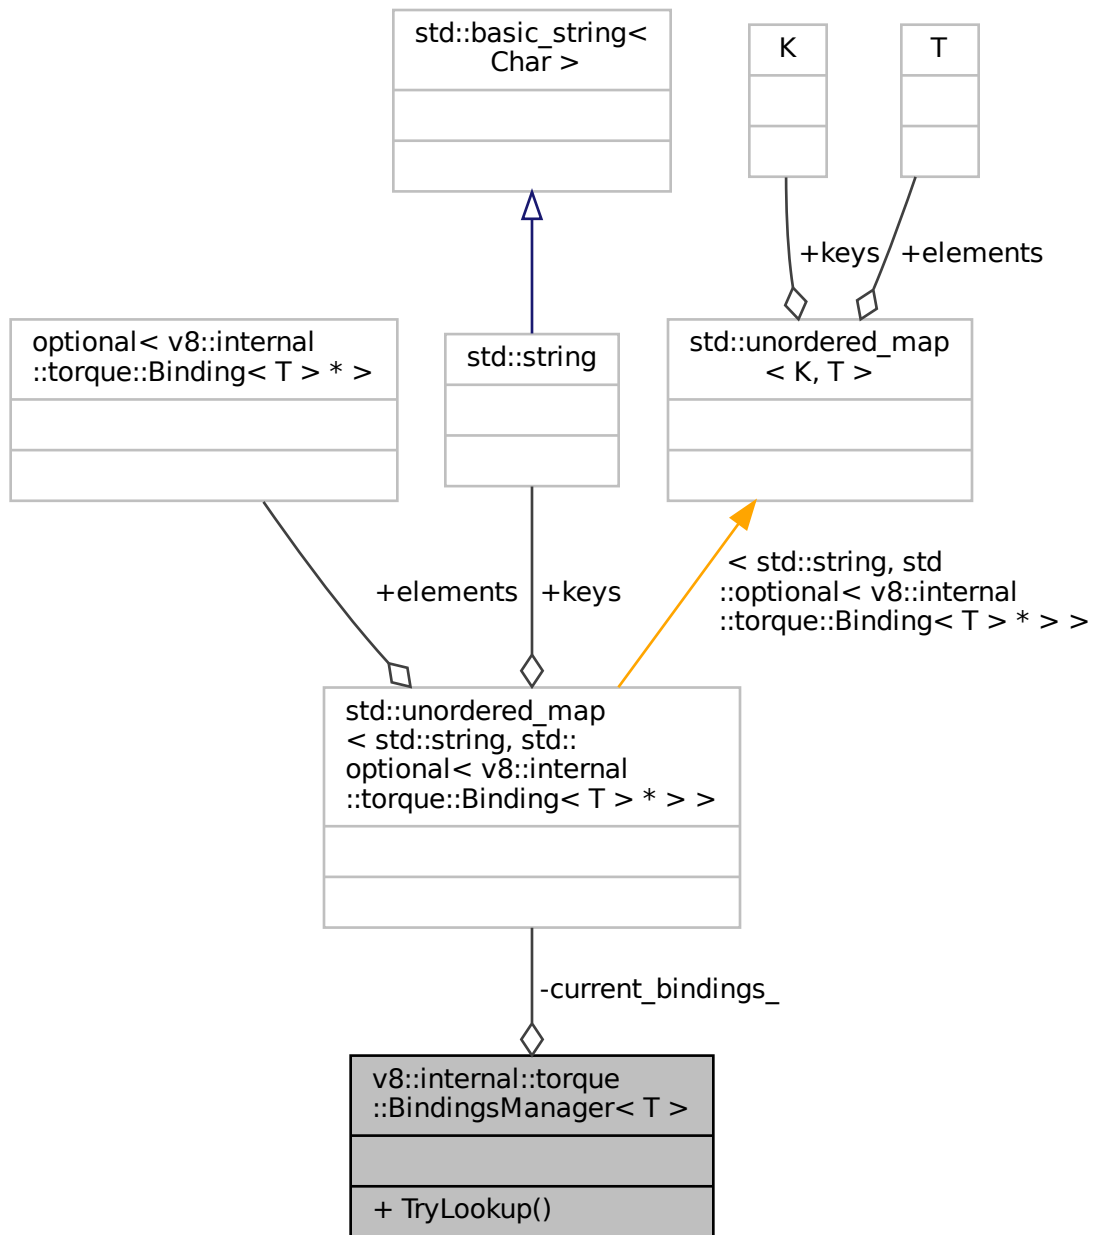 std::basic_string<
Char >
K
T
+keys
+elements
optional< v8::internal
::torque::Binding< T > * >
std::string
std::unordered_map
< K, T >
+elements
+keys
< std::string, std
::optional< v8::internal
::torque::Binding< T > * > >
std::unordered_map
< std::string, std::
optional< v8::internal
::torque::Binding< T > * > >
-current_bindings_
v8::internal::torque
::BindingsManager< T >
+ TryLookup()